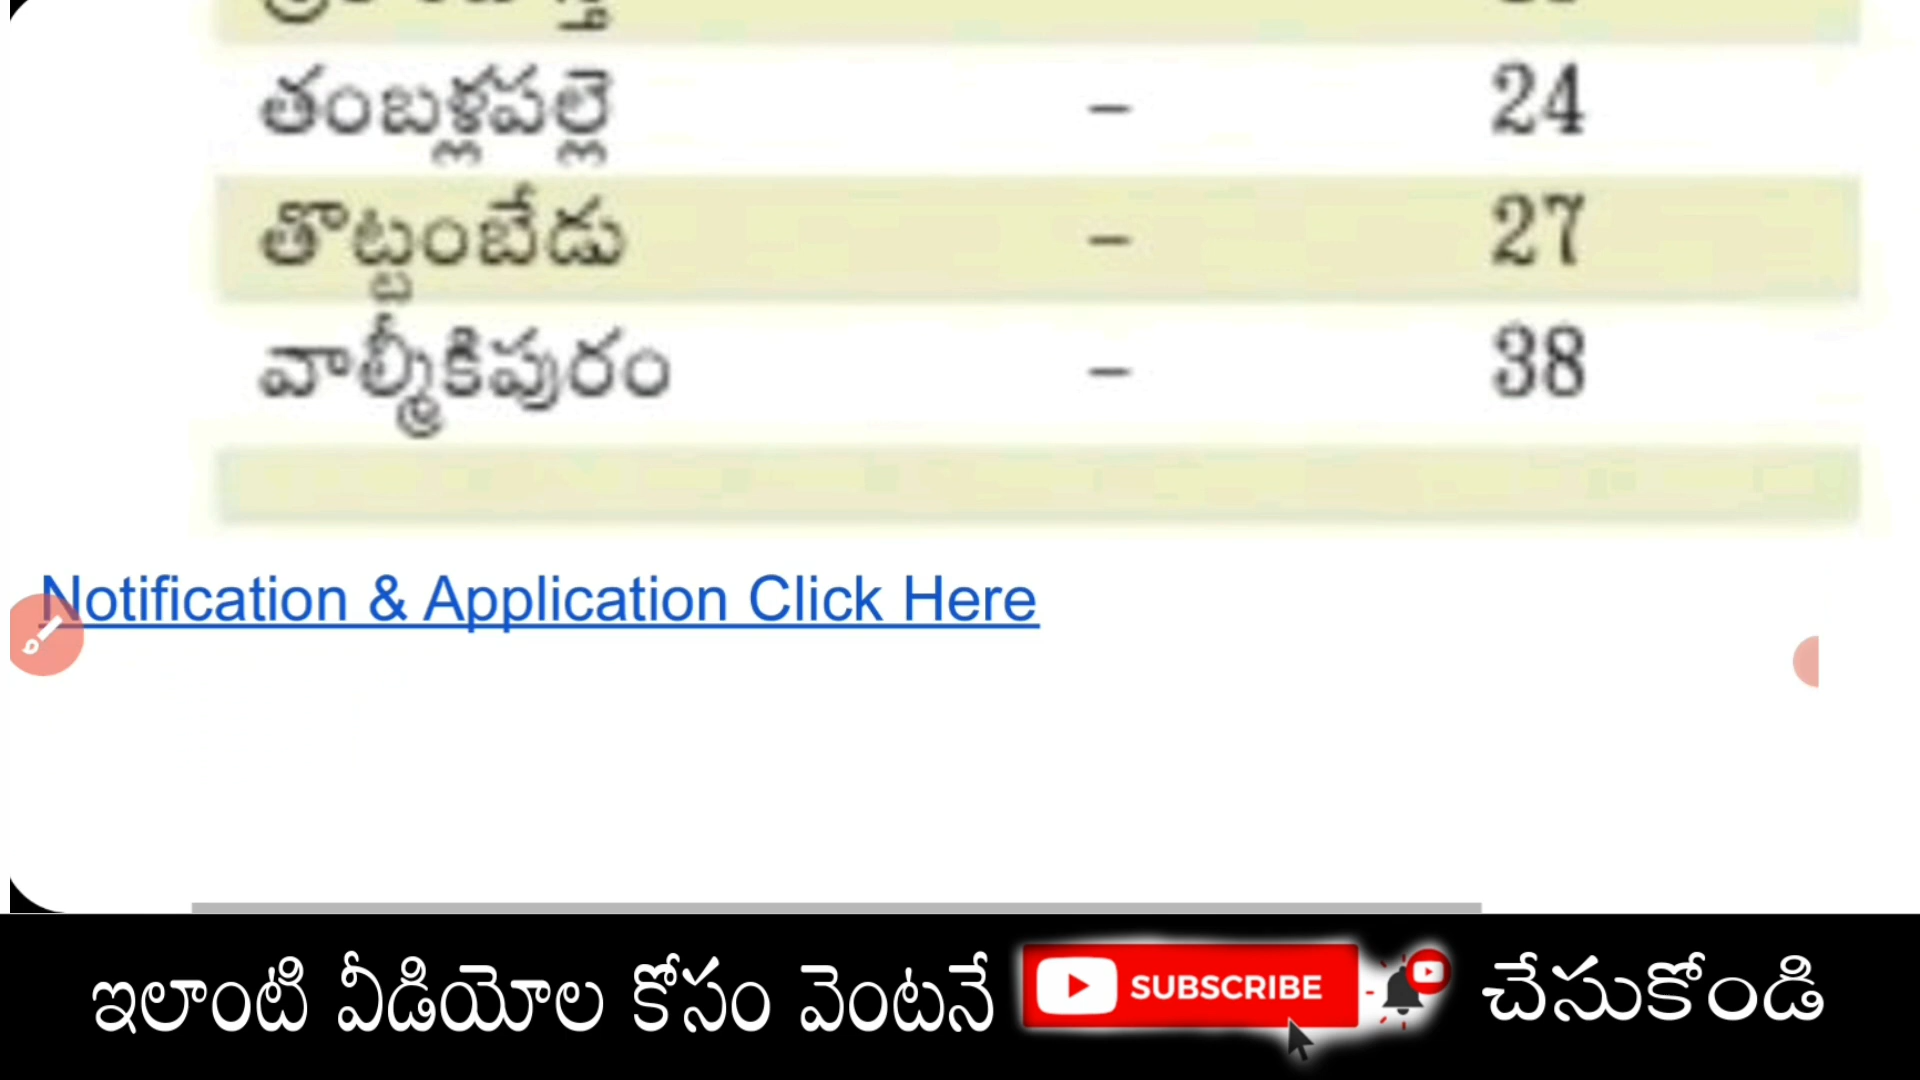 తంబళ్లపల్లె – 24
తొట్టంబేడు – 27
వాల్మీకిపురం – 38
Notification & Application Click Here
ఇలాంటి వీడియోల కోసం వెంటనే SUBSCRIBE చేసుకోండి